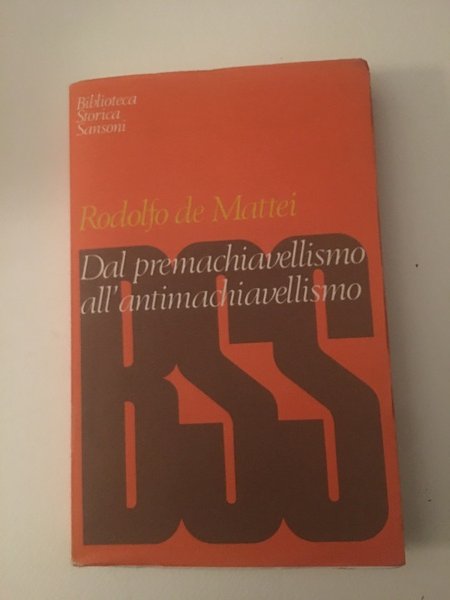 Biblioteca
Storica
Sansoni
Rodolfo de Mattei
Dal premachiavellismo
all'antimachiavellismo
BSS